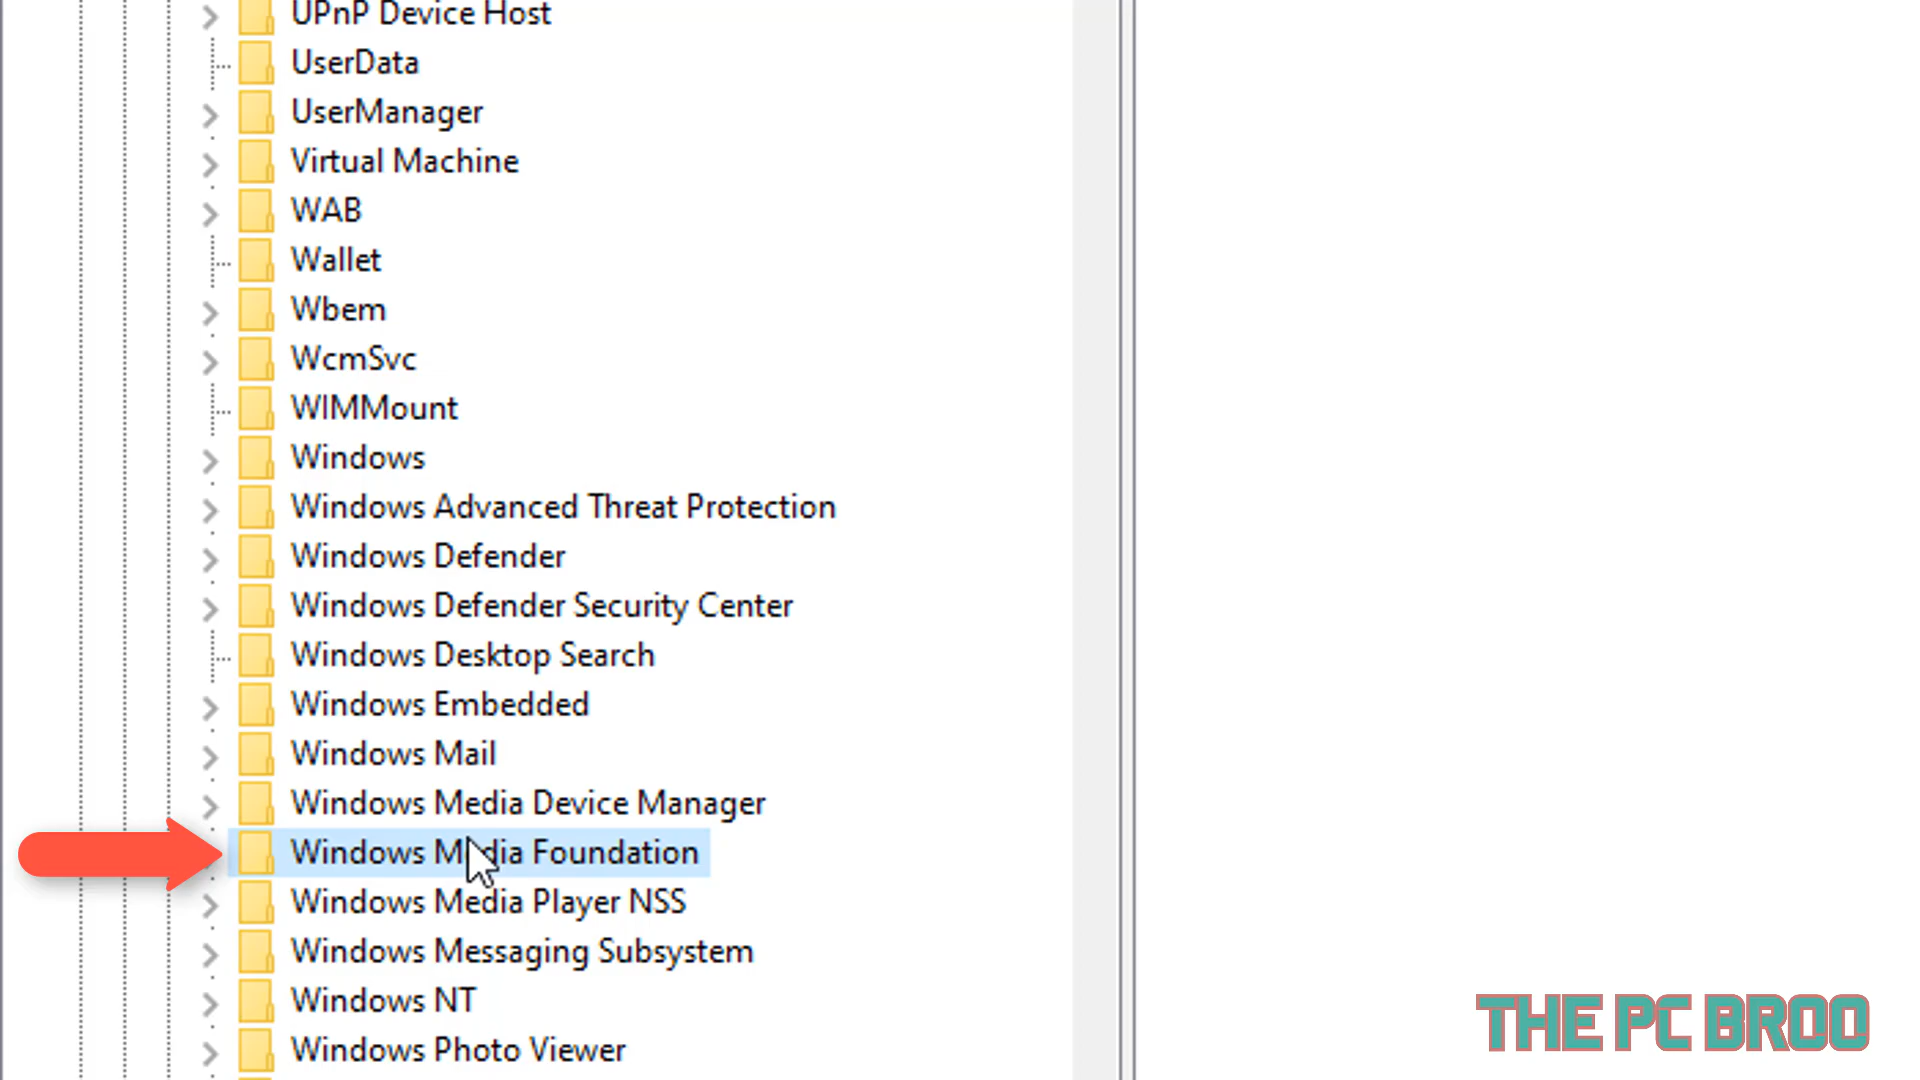 UPnP Device Host
UserData
UserManager
Virtual Machine
WAB
Wallet
Wbem
WcmSvc
WIMMount
Windows
Windows Advanced Threat Protection
Windows Defender
Windows Defender Security Center
Windows Desktop Search
Windows Embedded
Windows Mail
Windows Media Device Manager
Windows Media Foundation
Windows Media Player NSS
Windows Messaging Subsystem
Windows NT
Windows Photo Viewer
THE PC BROO